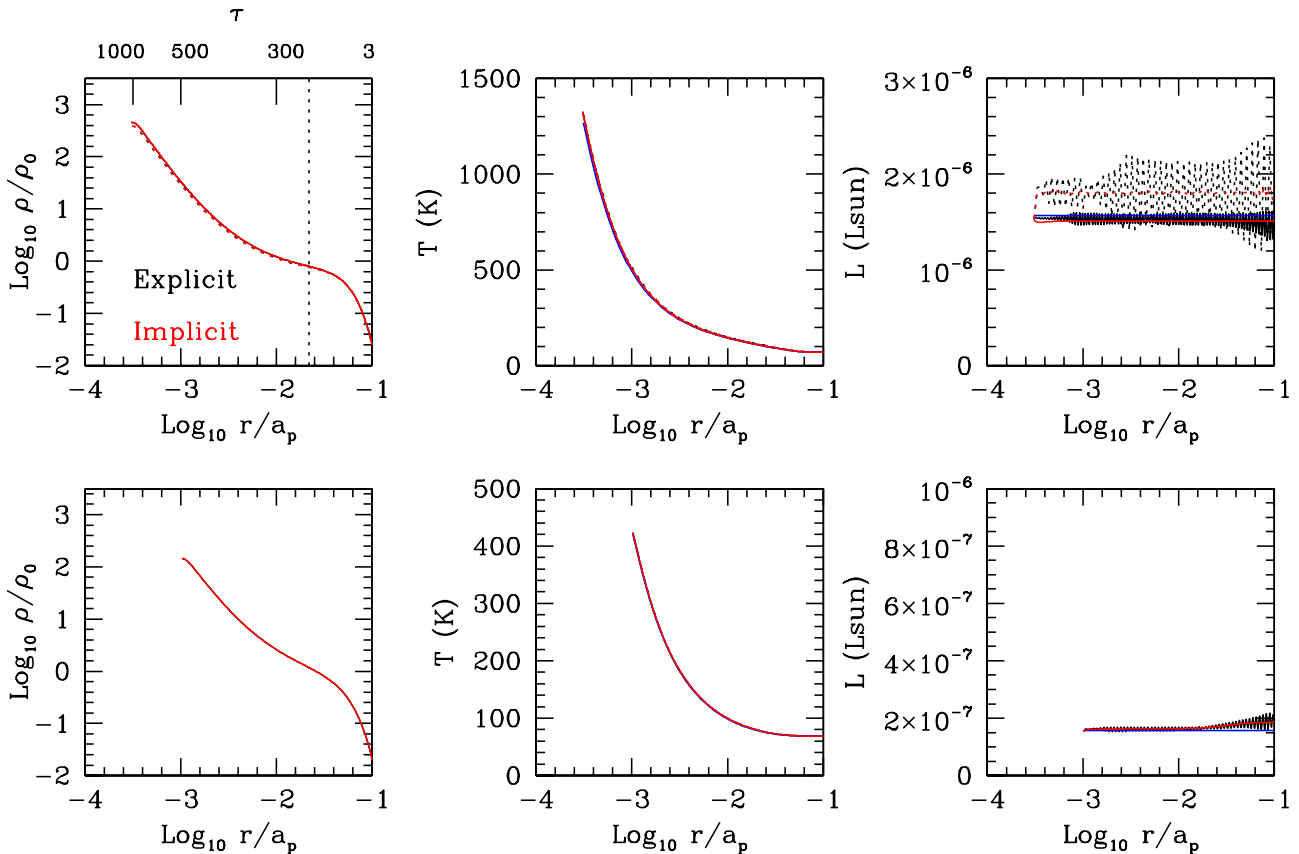 τ
1000 500 200 3
3
2
1
0
−1
−2
Log₁₀ ρ/ρ₀
Explicit
Implicit
−4 −3 −2 −1
Log₁₀ r/aₚ
1500
1000
500
0
T (K)
−4 −3 −2 −1
Log₁₀ r/aₚ
3×10⁻⁶
2×10⁻⁶
10⁻⁶
0
L (Lsun)
−4 −3 −2 −1
Log₁₀ r/aₚ
3
2
1
0
−1
−2
Log₁₀ ρ/ρ₀
−4 −3 −2 −1
Log₁₀ r/aₚ
500
400
300
200
100
0
T (K)
−4 −3 −2 −1
Log₁₀ r/aₚ
10⁻⁶
8×10⁻⁷
6×10⁻⁷
4×10⁻⁷
2×10⁻⁷
0
L (Lsun)
−4 −3 −2 −1
Log₁₀ r/aₚ